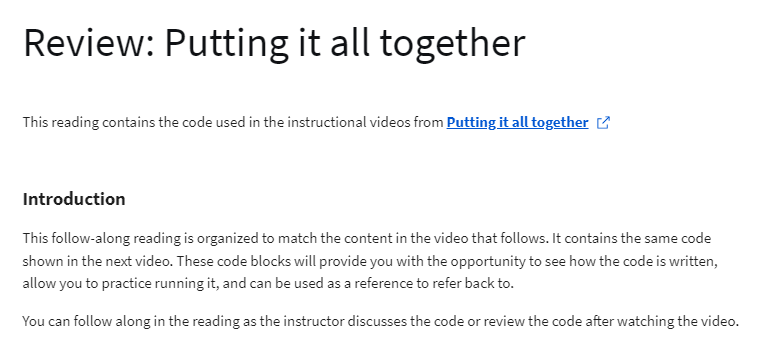 Review: Putting it all together
This reading contains the code used in the instructional videos from Putting it all together
Introduction
This follow-along reading is organized to match the content in the video that follows. It contains the same code
shown in the next video. These code blocks will provide you with the opportunity to see how the code is written,
allow you to practice running it, and can be used as a reference to refer back to.
You can follow along in the reading as the instructor discusses the code or review the code after watching the video.